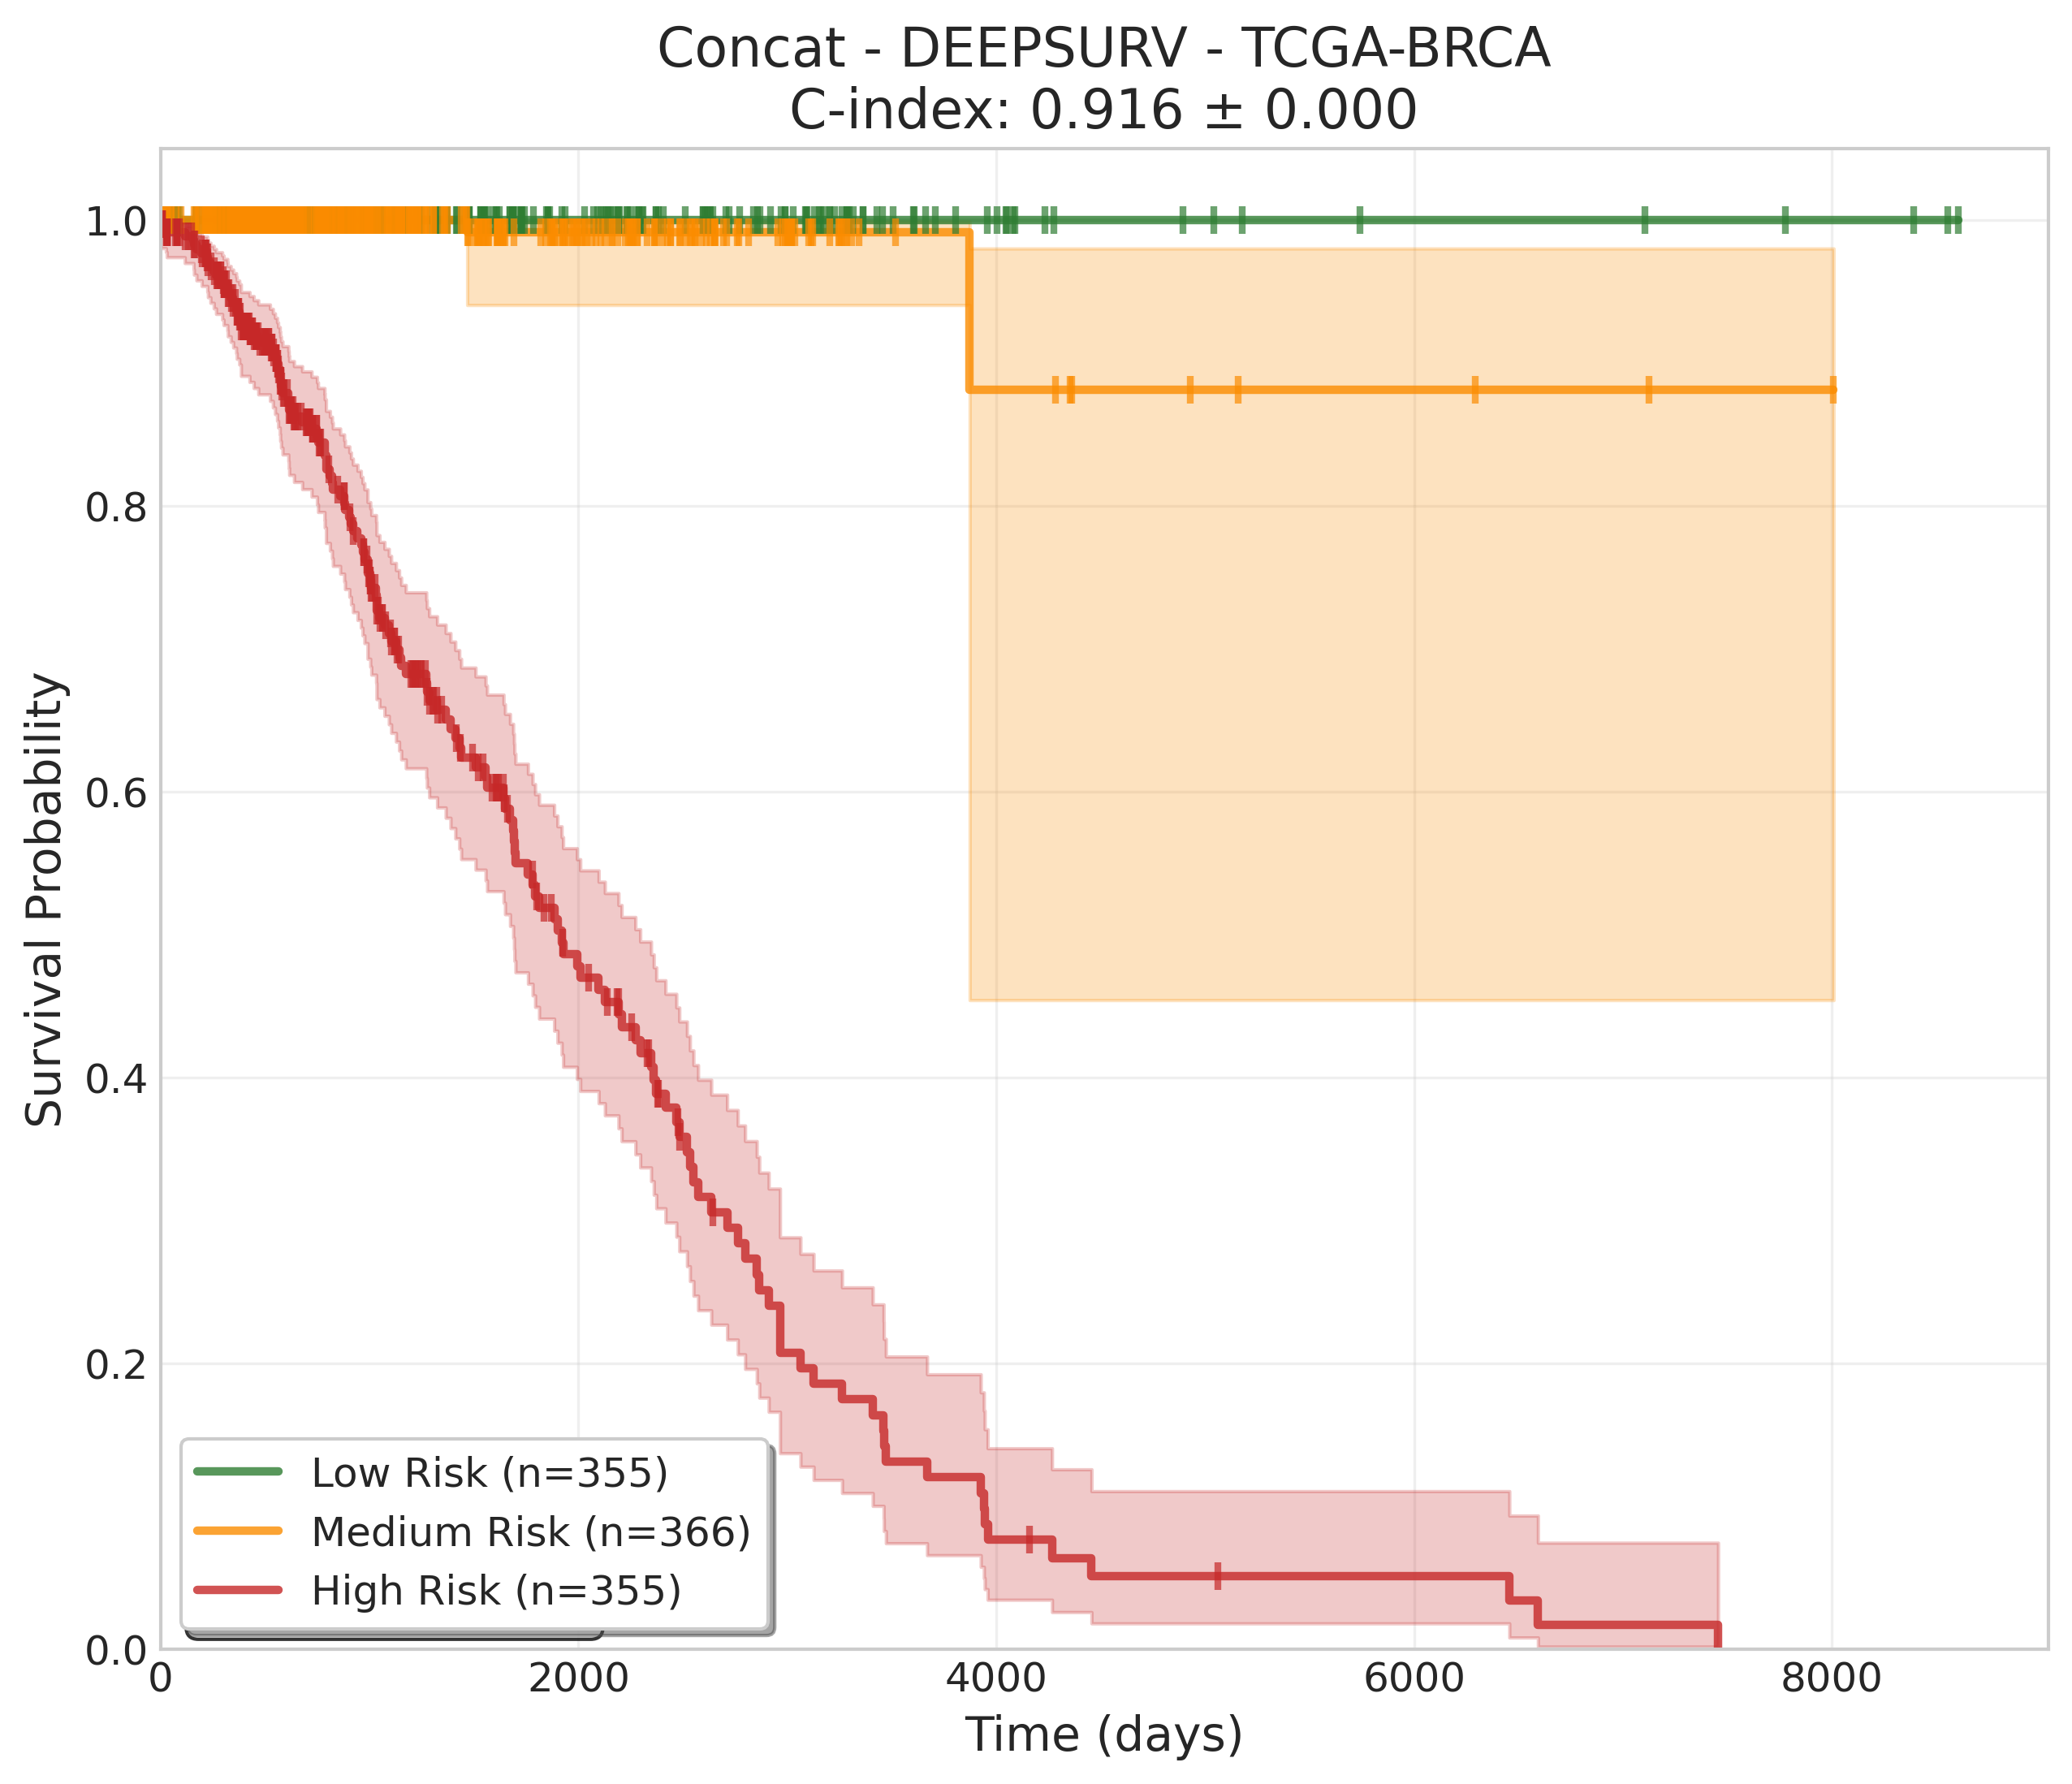 Concat - DEEPSURV - TCGA-BRCA
C-index: 0.916 ± 0.000
Survival Probability
1.0
0.8
0.6
0.4
0.2
0.0
Low Risk (n=355)
Medium Risk (n=366)
High Risk (n=355)
0 2000 4000 6000 8000
Time (days)